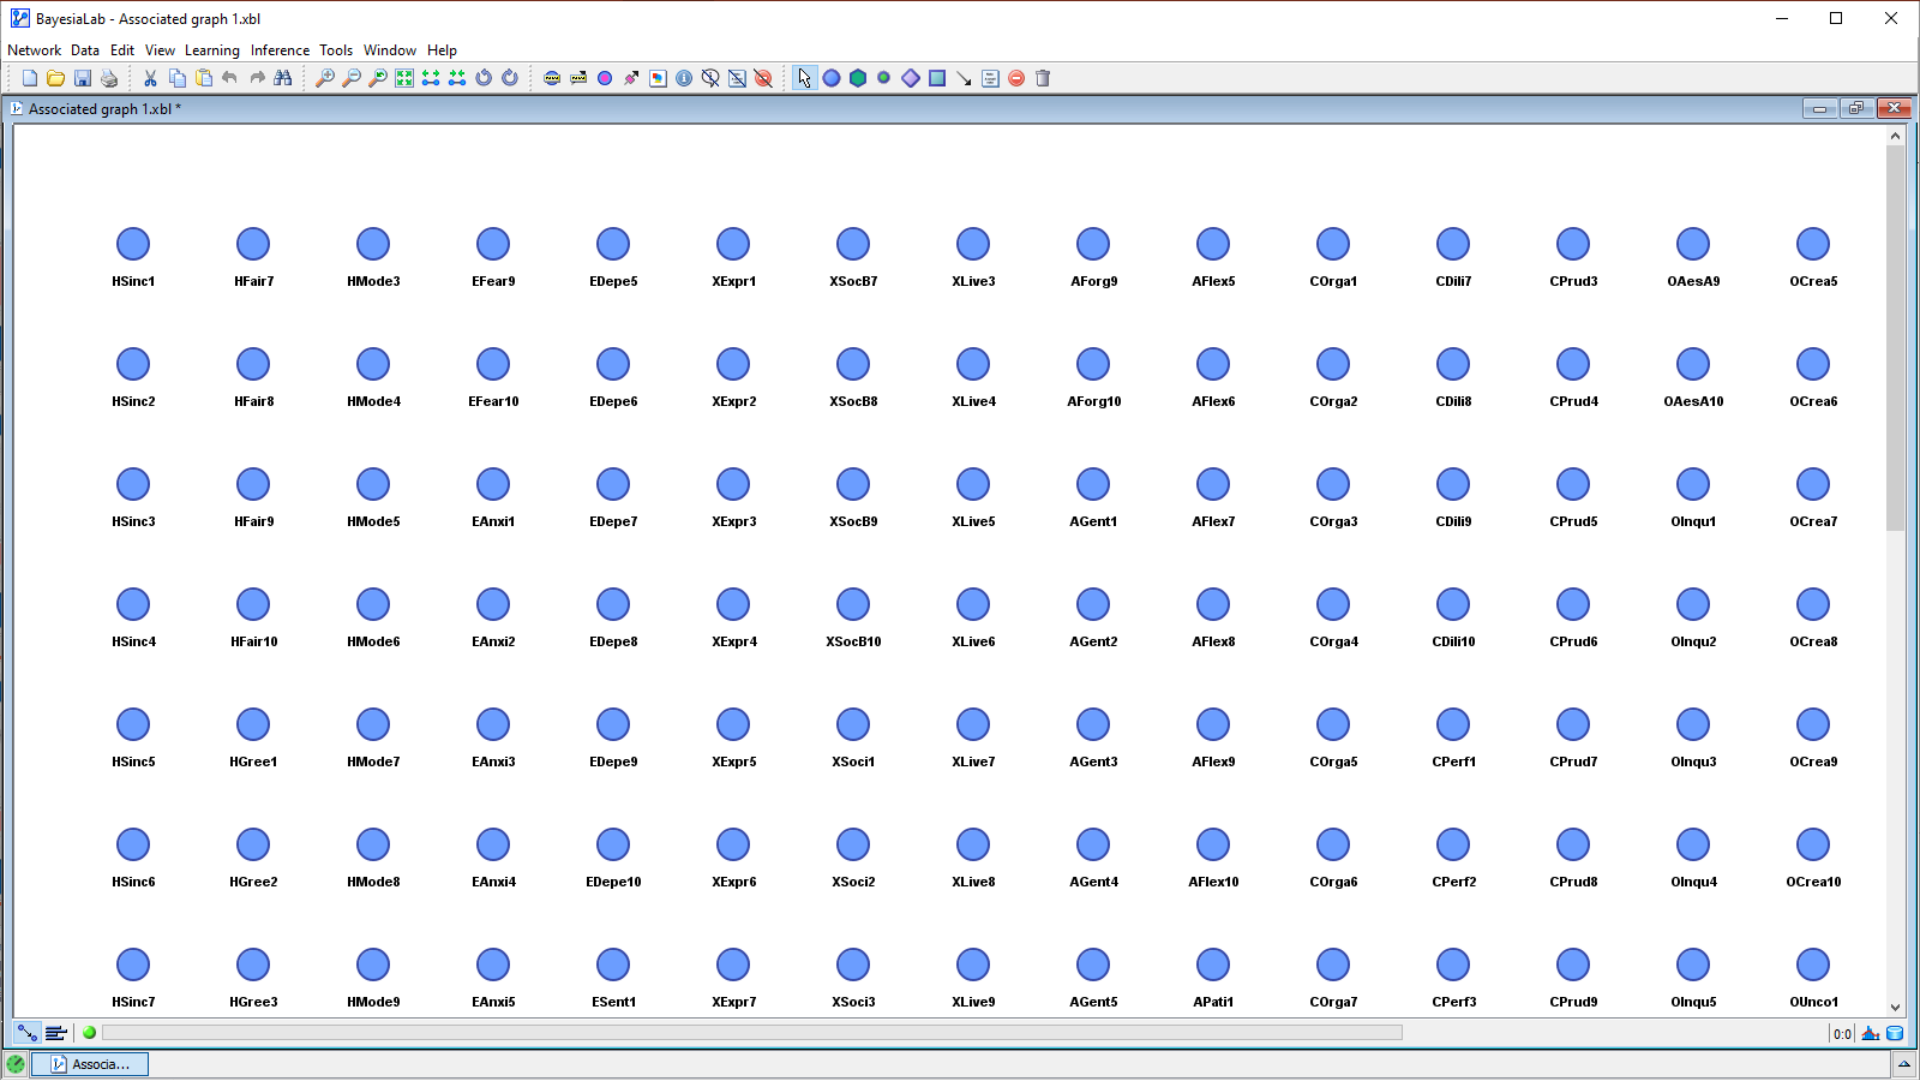 BayesiaLab - Associated graph 1.xbl
Network Data Edit View Learning Inference Tools Window Help
Associated graph 1.xbl *
HSinc1 HFair7 HMode3 EFear9 EDepe5 XExpr1 XSocB7 XLive3 AForg9 AFlex5 COrga1 CDili7 CPrud3 OAesA9 OCrea5
HSinc2 HFair8 HMode4 EFear10 EDepe6 XExpr2 XSocB8 XLive4 AForg10 AFlex6 COrga2 CDili8 CPrud4 OAesA10 OCrea6
HSinc3 HFair9 HMode5 EAnxi1 EDepe7 XExpr3 XSocB9 XLive5 AGent1 AFlex7 COrga3 CDili9 CPrud5 OInqu1 OCrea7
HSinc4 HFair10 HMode6 EAnxi2 EDepe8 XExpr4 XSocB10 XLive6 AGent2 AFlex8 COrga4 CDili10 CPrud6 OInqu2 OCrea8
HSinc5 HGree1 HMode7 EAnxi3 EDepe9 XExpr5 XSoci1 XLive7 AGent3 AFlex9 COrga5 CPerf1 CPrud7 OInqu3 OCrea9
HSinc6 HGree2 HMode8 EAnxi4 EDepe10 XExpr6 XSoci2 XLive8 AGent4 AFlex10 COrga6 CPerf2 CPrud8 OInqu4 OCrea10
HSinc7 HGree3 HMode9 EAnxi5 ESent1 XExpr7 XSoci3 XLive9 AGent5 APati1 COrga7 CPerf3 CPrud9 OInqu5 OUnco1
0:0
Associa...